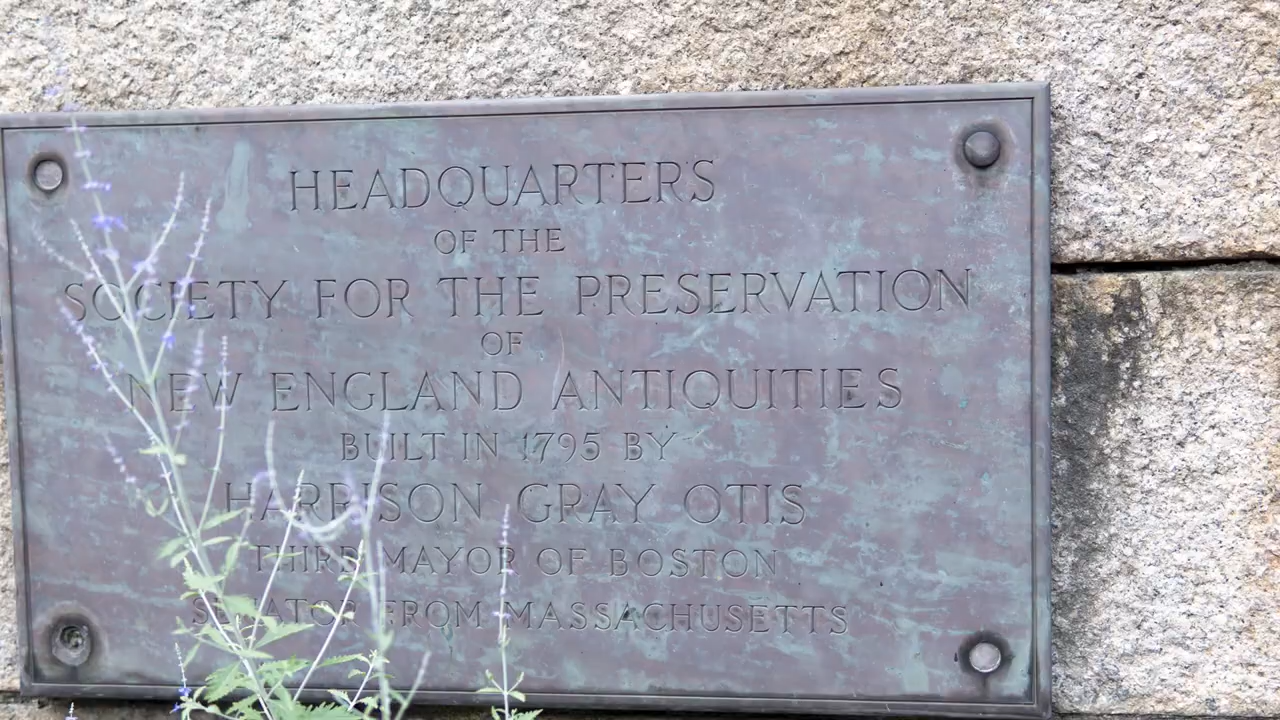 HEADQUARTERS
OF THE
SOCIETY FOR THE PRESERVATION
OF
NEW ENGLAND ANTIQUITIES
BUILT IN 1795 BY
HARRISON GRAY OTIS
THIRD MAYOR OF BOSTON
SENATOR FROM MASSACHUSETTS